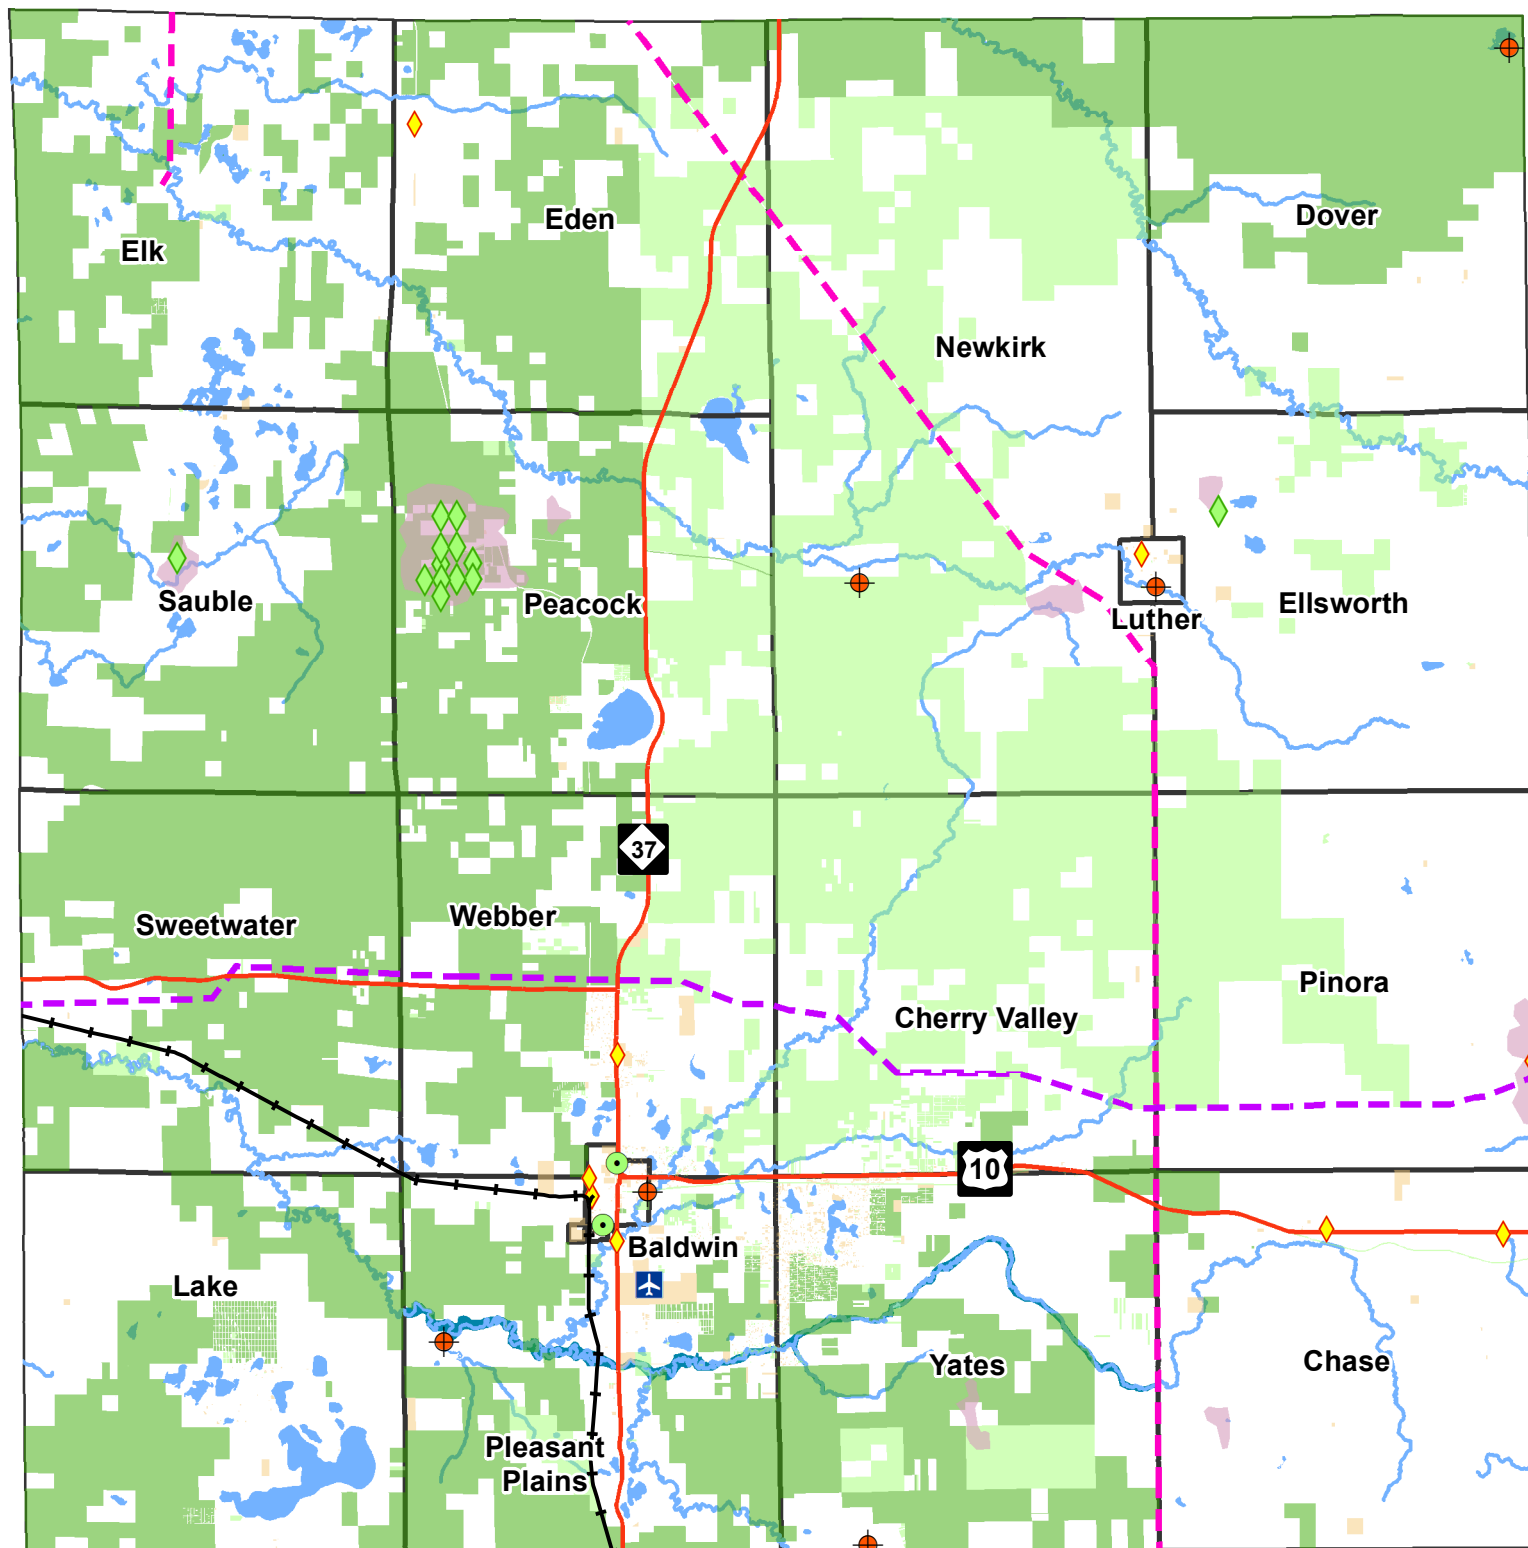 Eden
Dover
Elk
Newkirk
Sauble
Peacock
Ellsworth
Luther
37
Webber
Sweetwater
Pinora
Cherry Valley
10
Baldwin
Lake
Yates
Chase
Pleasant
Plains